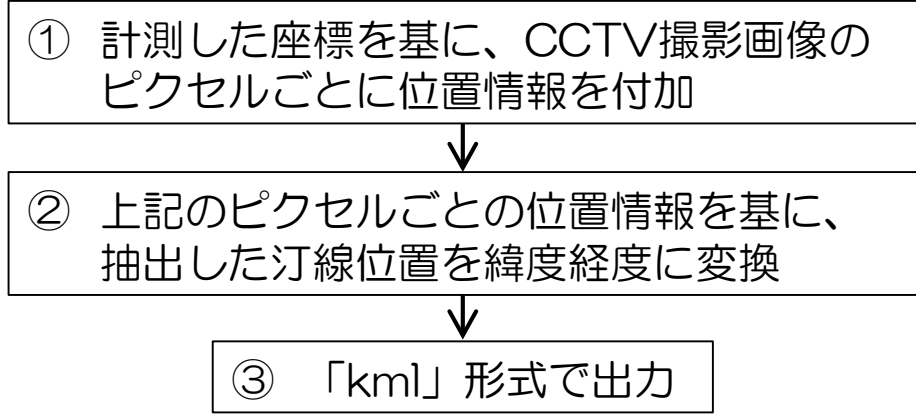 ① 計測した座標を基に、CCTV撮影画像の
ピクセルごとに位置情報を付加
② 上記のピクセルごとの位置情報を基に、
抽出した汀線位置を緯度経度に変換
③ 「kml」形式で出力